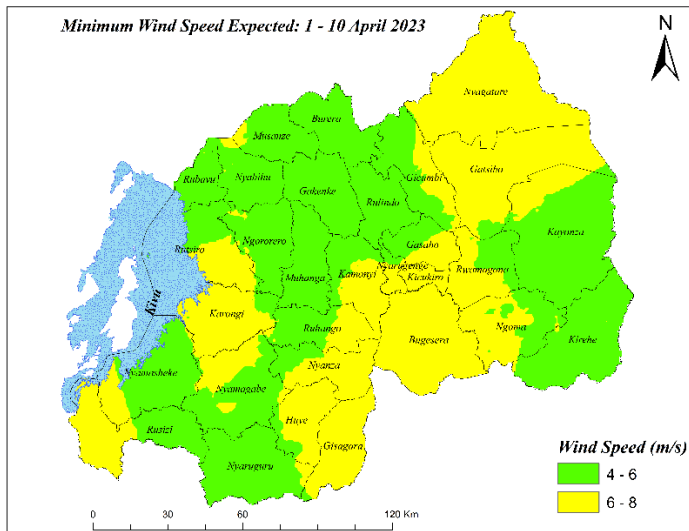 Minimum Wind Speed Expected: 1 - 10 April 2023
N
Nyagatare
Burera
Musanze
Gatsibo
Rubavu
Nyabihu
Gakenke
Gicumbi
Rulindo
Kayonza
Rutsiro
Ngororero
Gasabo
Nyarugenge
Rwamagana
Muhanga
Kamonyi
Kicukiro
Kivu
Karongi
Ruhango
Ngoma
Kirehe
Bugesera
Nyanza
Nyamasheke
Nyamagabe
Huye
Rusizi
Gisagara
Nyaruguru
Wind Speed (m/s)
4 - 6
6 - 8
0 30 60 120 Km